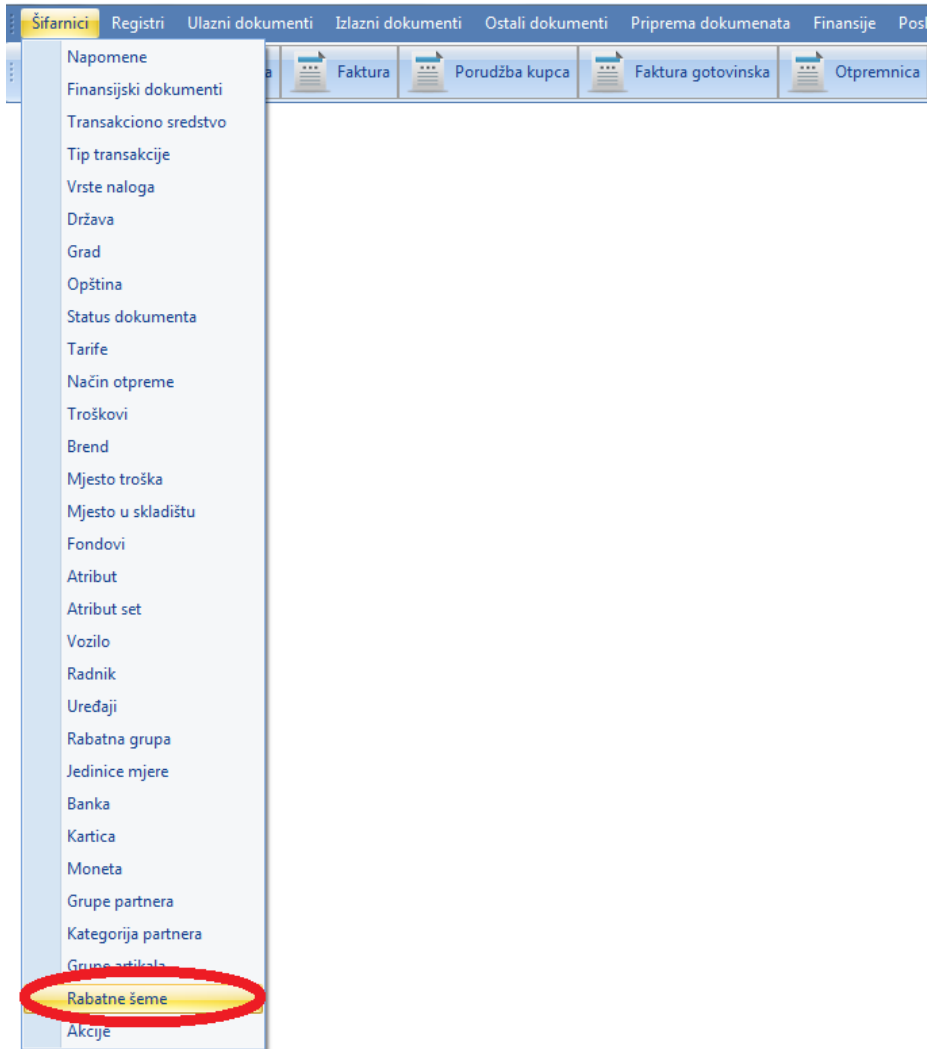 Šifarnici Registri Ulazni dokumenti Izlazni dokumenti Ostali dokumenti Priprema dokumenata Finansije Posl
a Faktura Porudžba kupca Faktura gotovinska Otpremnica
Napomene
Finansijski dokumenti
Transakciono sredstvo
Tip transakcije
Vrste naloga
Država
Grad
Opština
Status dokumenta
Tarife
Način otpreme
Troškovi
Brend
Mjesto troška
Mjesto u skladištu
Fondovi
Atribut
Atribut set
Vozilo
Radnik
Uređaji
Rabatna grupa
Jedinice mjere
Banka
Kartica
Moneta
Grupe partnera
Kategorija partnera
Grupe artikala
Rabatne šeme
Akcije